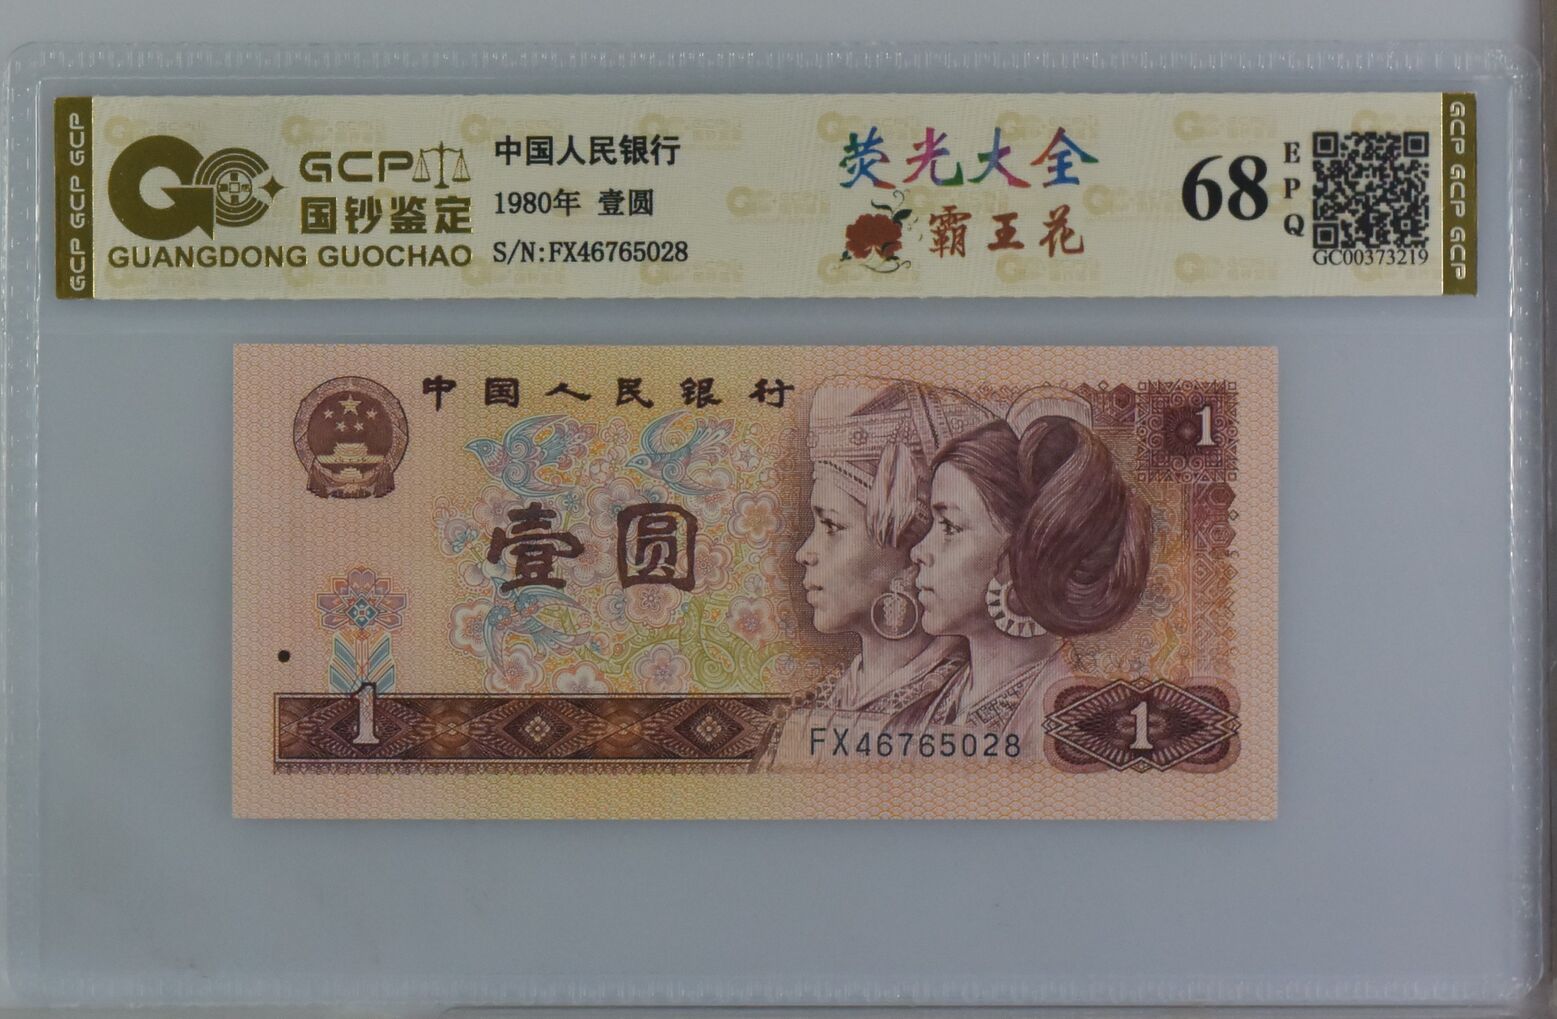 GCP GCP GCP
GCP
国钞鉴定
GUANGDONG GUOCHAO
中国人民银行
1980年 壹圆
S/N:FX46765028
荧光大全
霸王花
68
EPQ
GC00373219
GCP GCP GCP
中国人民银行
1
壹圆
1
FX46765028
1